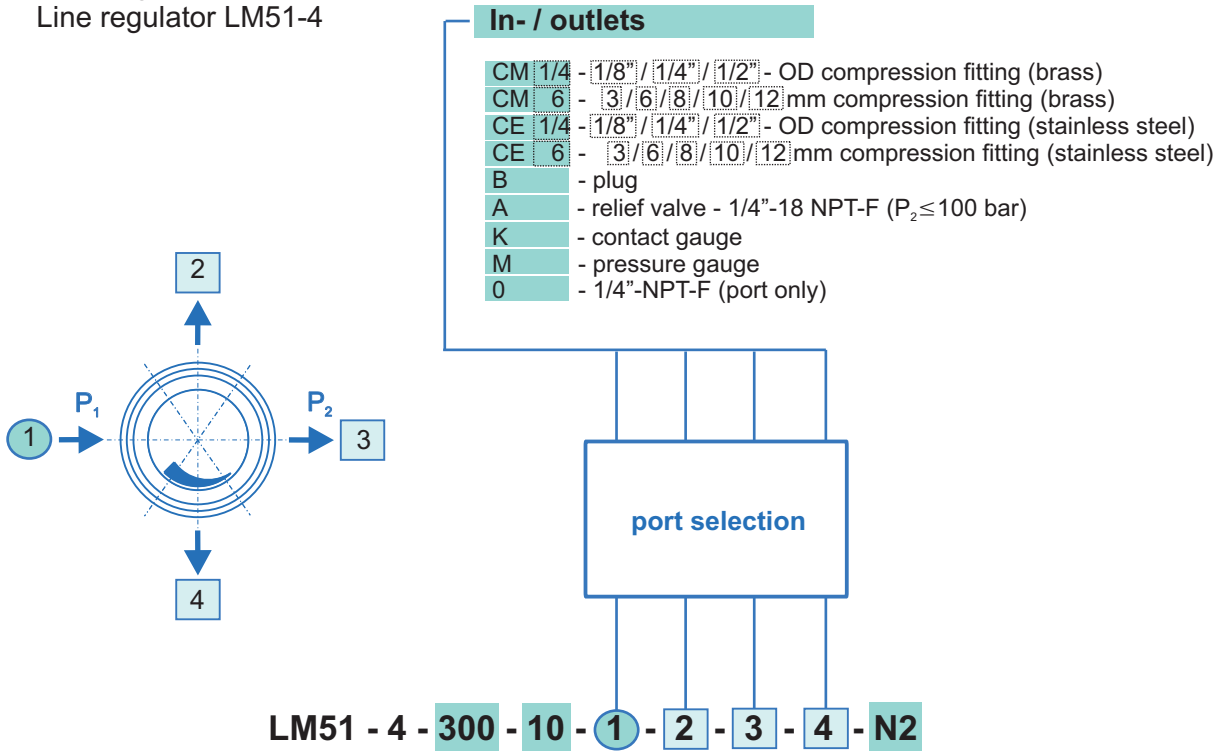 Line regulator LM51-4
In- / outlets
CM 1/4 - 1/8” / 1/4” / 1/2” - OD compression fitting (brass)
CM 6 - 3 / 6 / 8 / 10 / 12 mm compression fitting (brass)
CE 1/4 - 1/8” / 1/4” / 1/2” - OD compression fitting (stainless steel)
CE 6 - 3 / 6 / 8 / 10 / 12 mm compression fitting (stainless steel)
B - plug
A - relief valve - 1/4”-18 NPT-F (P₂≤100 bar)
K - contact gauge
M - pressure gauge
0 - 1/4”-NPT-F (port only)
2
P₁ P₂
1 3
4
port selection
LM51 - 4 - 300 - 10 - 1 - 2 - 3 - 4 - N2